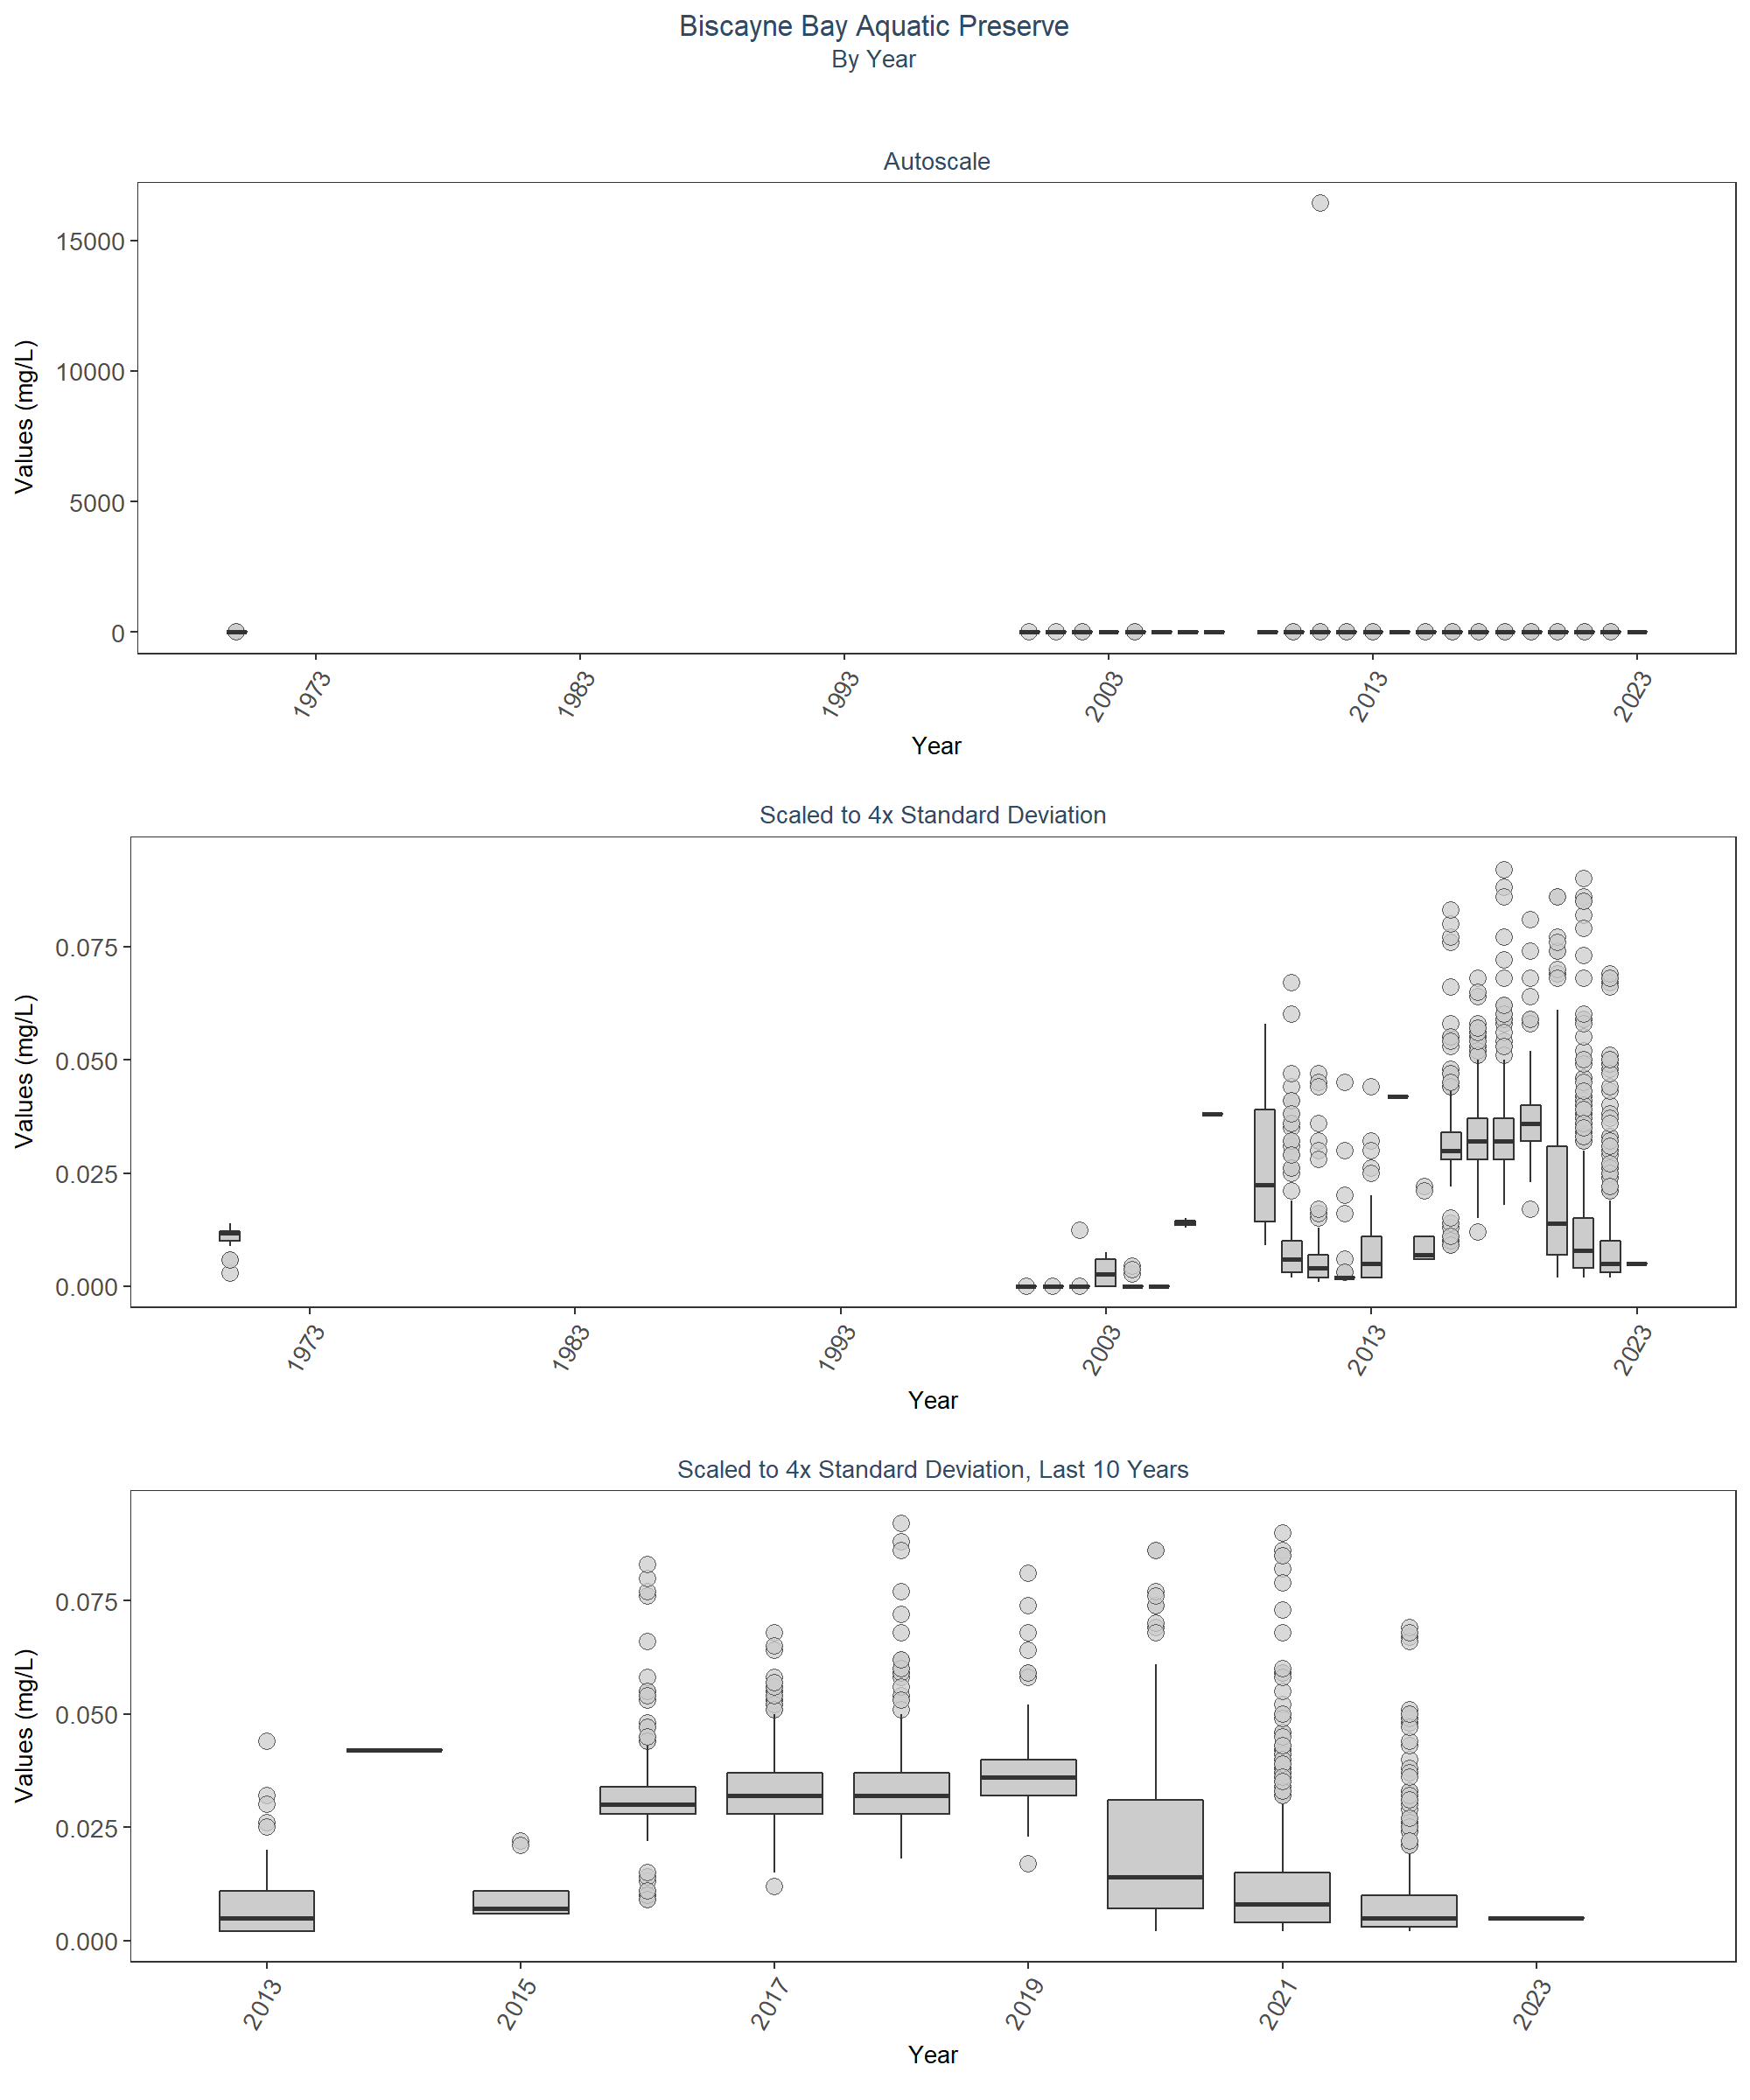 Biscayne Bay Aquatic Preserve
By Year
Autoscale
Values (mg/L)
15000
10000
5000
0
1973
1983
1993
2003
2013
2023
Year
Scaled to 4x Standard Deviation
Values (mg/L)
0.075
0.050
0.025
0.000
1973
1983
1993
2003
2013
2023
Year
Scaled to 4x Standard Deviation, Last 10 Years
Values (mg/L)
0.075
0.050
0.025
0.000
2013
2015
2017
2019
2021
2023
Year